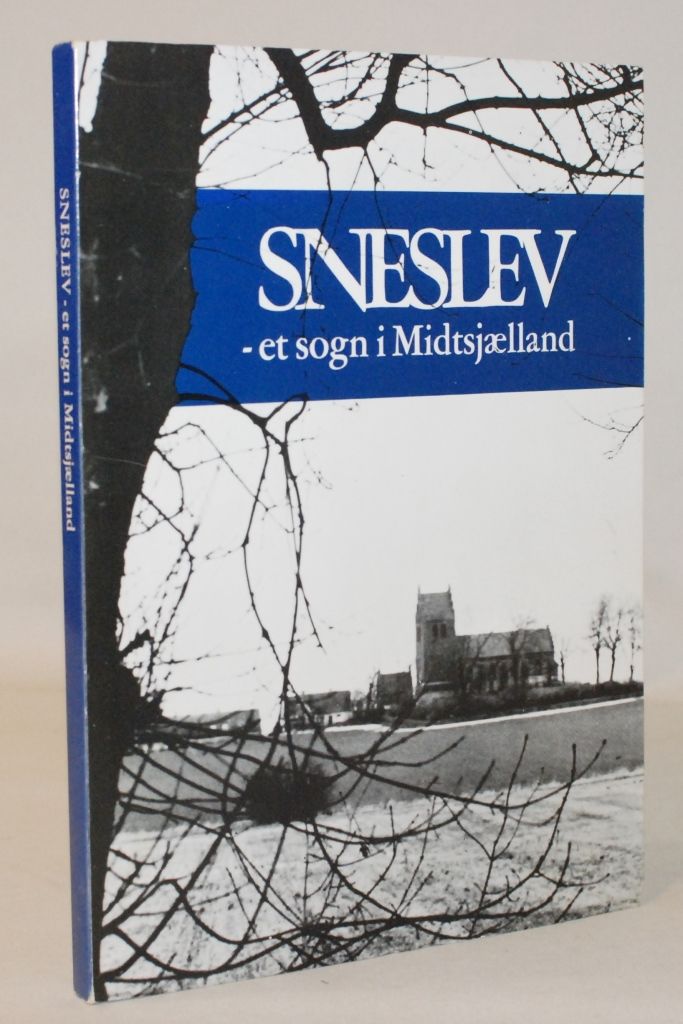 SNESLEV
- et sogn i Midtsjælland
SNESLEV - et sogn i Midtsjælland